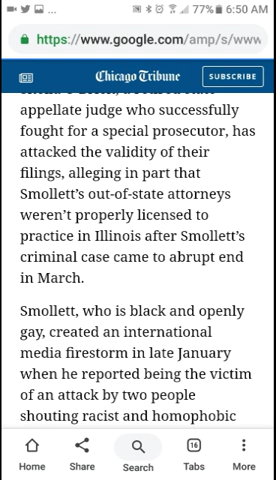 77% 6:50 AM
https://www.google.com/amp/s/www
Chicago Tribune
SUBSCRIBE
appellate judge who successfully
fought for a special prosecutor, has
attacked the validity of their
filings, alleging in part that
Smollett's out-of-state attorneys
weren't properly licensed to
practice in Illinois after Smollett's
criminal case came to abrupt end
in March.
Smollett, who is black and openly
gay, created an international
media firestorm in late January
when he reported being the victim
of an attack by two people
shouting racist and homophobic
16
Home Share Search Tabs More